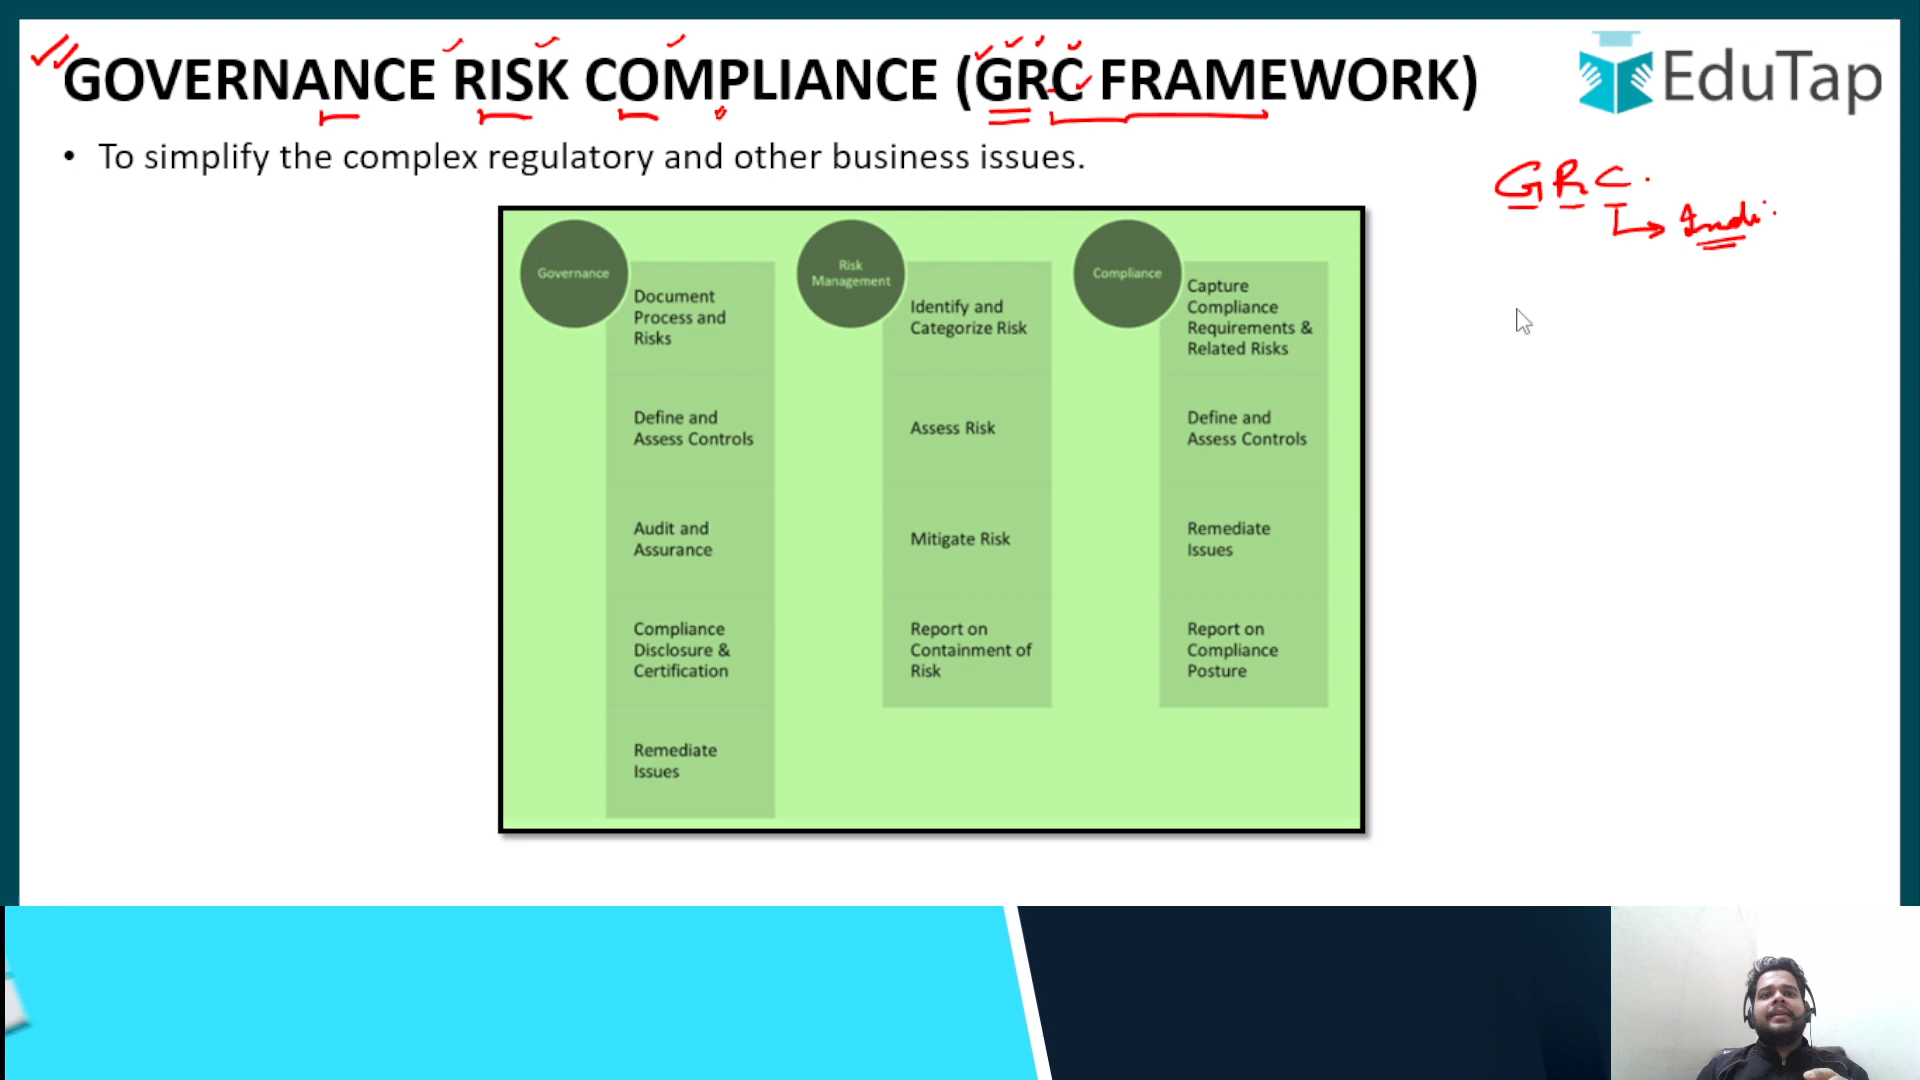 GOVERNANCE RISK COMPLIANCE (GRC FRAMEWORK)
EduTap
• To simplify the complex regulatory and other business issues.
GRC.
Governance
Document
Process and
Risks
Define and
Assess Controls
Audit and
Assurance
Compliance
Disclosure &
Certification
Remediate
Issues
Risk
Management
Identify and
Categorize Risk
Assess Risk
Mitigate Risk
Report on
Containment of
Risk
Compliance
Capture
Compliance
Requirements &
Related Risks
Define and
Assess Controls
Remediate
Issues
Report on
Compliance
Posture